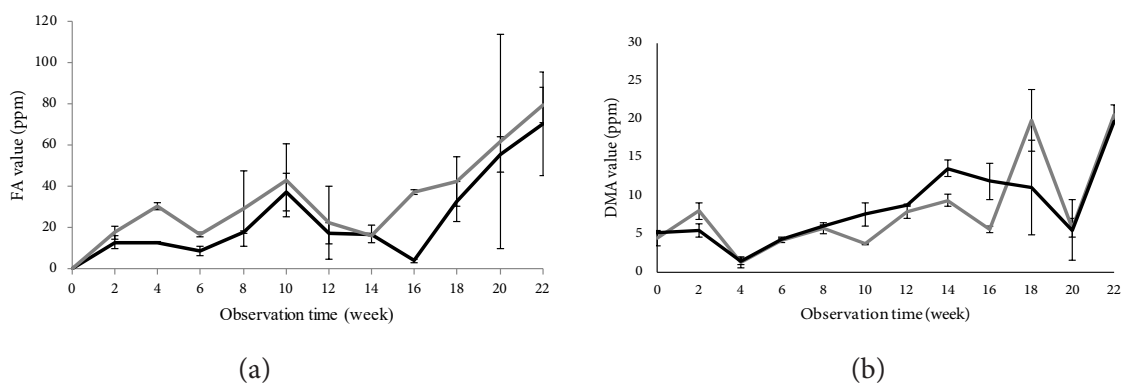 120
100
80
60
40
20
0
FA value (ppm)
0 2 4 6 8 10 12 14 16 18 20 22
Observation time (week)
(a)
30
25
20
15
10
5
0
DMA value (ppm)
0 2 4 6 8 10 12 14 16 18 20 22
Observation time (week)
(b)